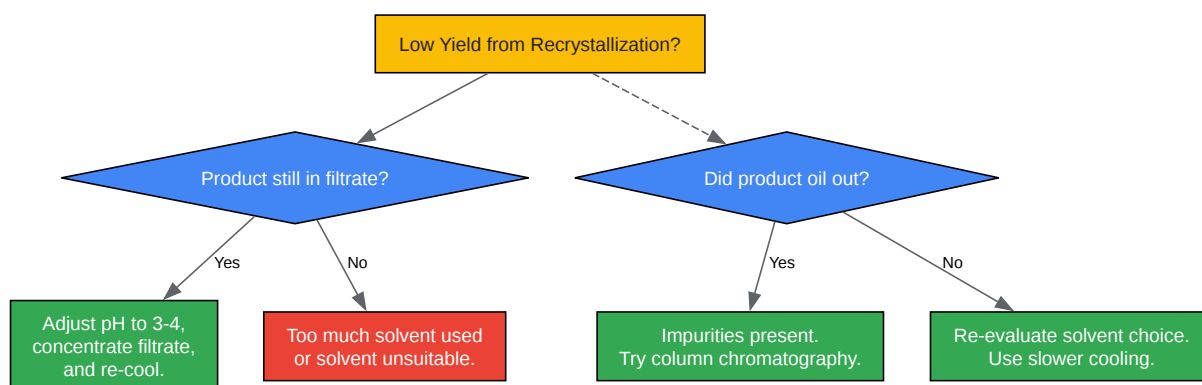 Low Yield from Recrystallization?
Product still in filtrate?
Did product oil out?
Yes
No
Yes
No
Adjust pH to 3-4,
concentrate filtrate,
and re-cool.
Too much solvent used
or solvent unsuitable.
Impurities present.
Try column chromatography.
Re-evaluate solvent choice.
Use slower cooling.